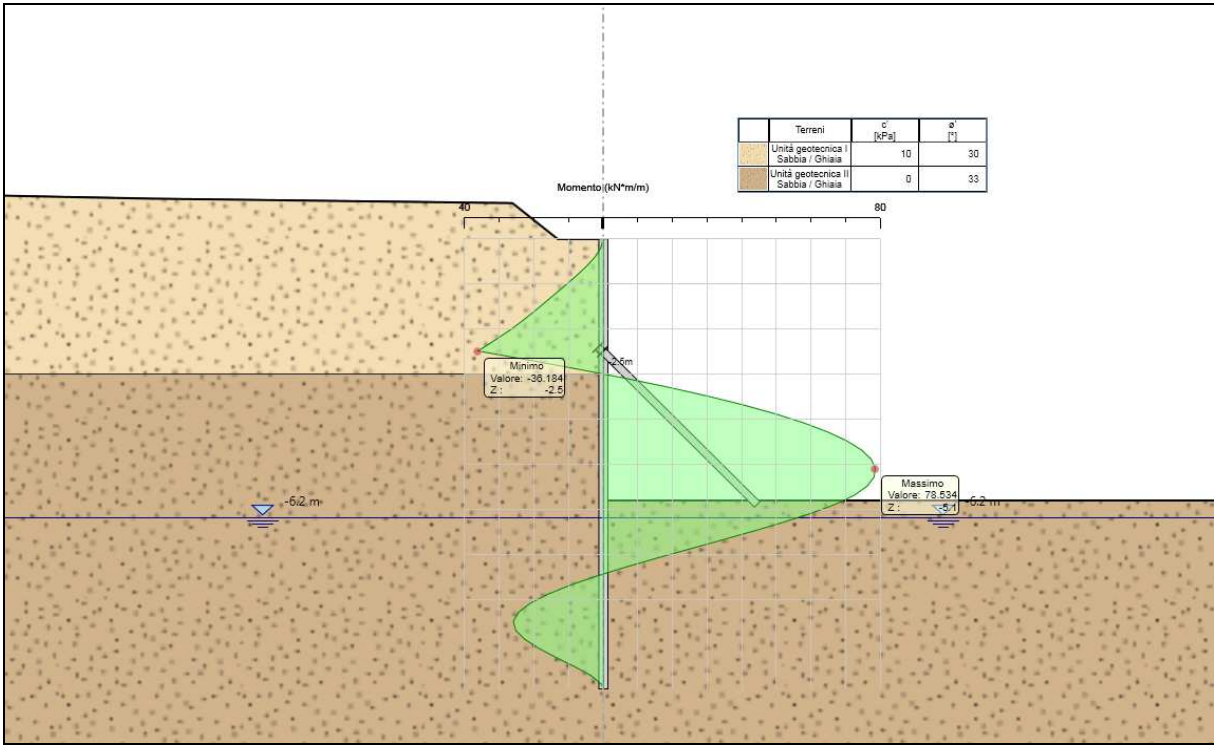 Terreni
c'
[kPa]
ø'
[°]
Unità geotecnica I
Sabbia / Ghiaia
10
30
Unità geotecnica II
Sabbia / Ghiaia
0
33
Momento (kN*m/m)
40
80
-2.5m
Minimo
Valore: -36.184
Z : -2.5
Massimo
Valore: 78.534
Z : -5.1
-6.2 m
-6.2 m